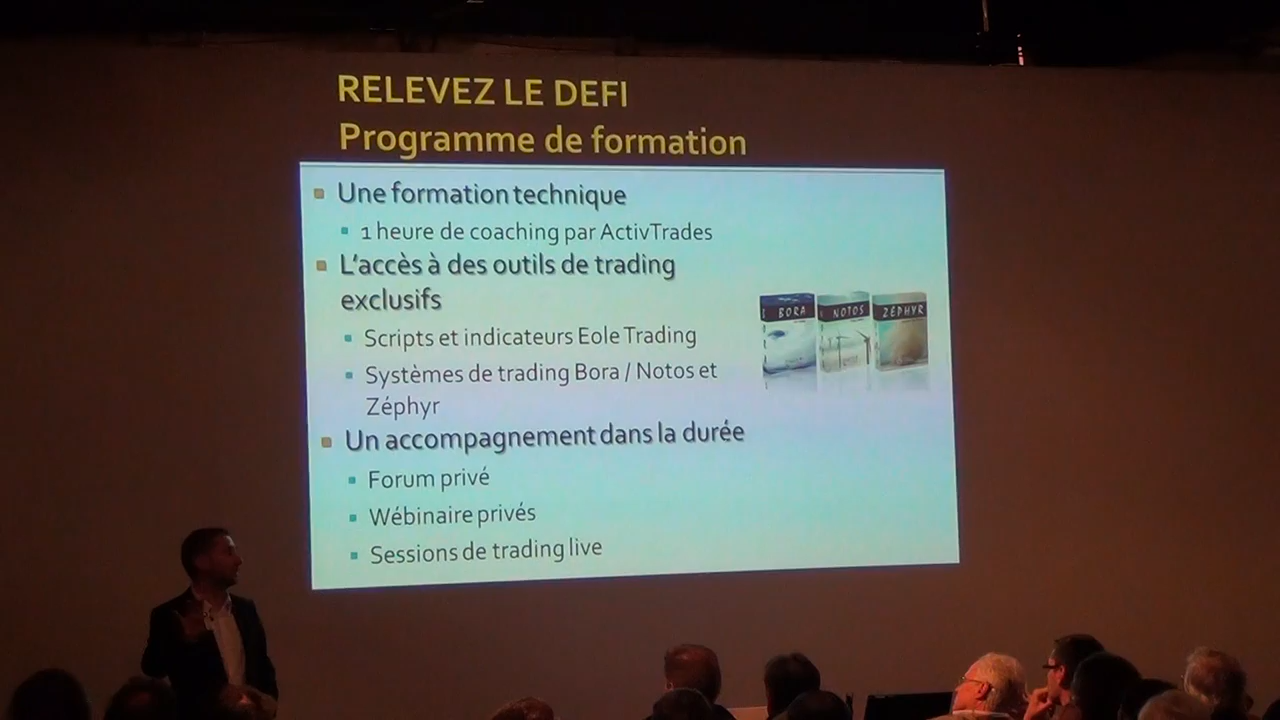 RELEVEZ LE DEFI
Programme de formation
Une formation technique
1 heure de coaching par ActivTrades
L'accès à des outils de trading
exclusifs
Scripts et indicateurs Eole Trading
Systèmes de trading Bora / Notos et
Zéphyr
Un accompagnement dans la durée
Forum privé
Wébinaire privés
Sessions de trading live
BORA
NOTOS
ZÉPHYR